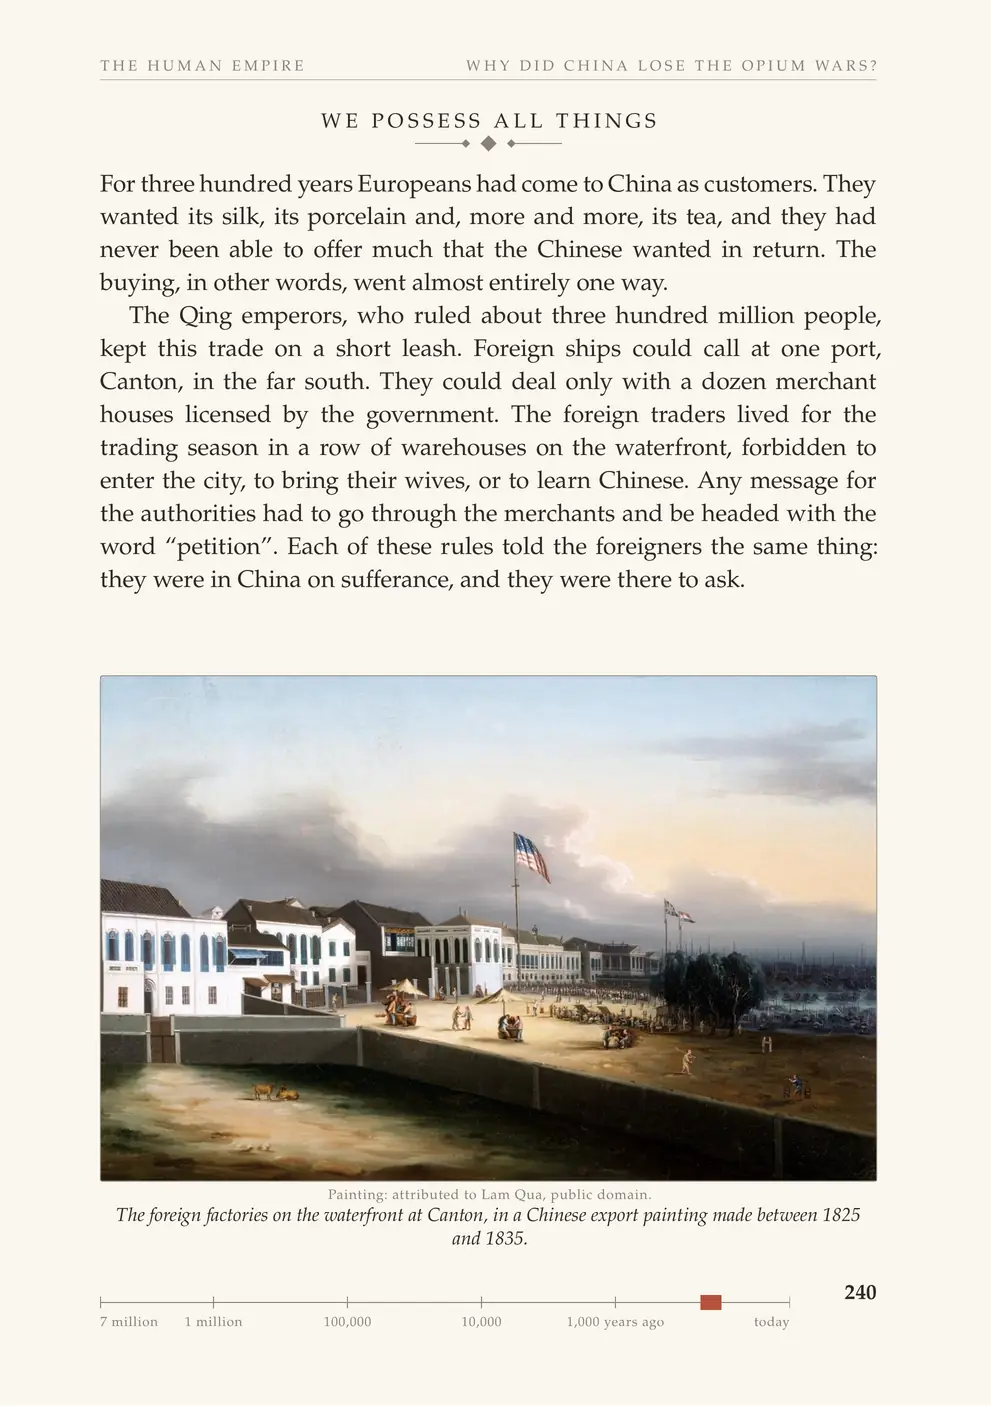 THE HUMAN EMPIRE
WHY DID CHINA LOSE THE OPIUM WARS?
WE POSSESS ALL THINGS
For three hundred years Europeans had come to China as customers. They
wanted its silk, its porcelain and, more and more, its tea, and they had
never been able to offer much that the Chinese wanted in return. The
buying, in other words, went almost entirely one way.
The Qing emperors, who ruled about three hundred million people,
kept this trade on a short leash. Foreign ships could call at one port,
Canton, in the far south. They could deal only with a dozen merchant
houses licensed by the government. The foreign traders lived for the
trading season in a row of warehouses on the waterfront, forbidden to
enter the city, to bring their wives, or to learn Chinese. Any message for
the authorities had to go through the merchants and be headed with the
word “petition”. Each of these rules told the foreigners the same thing:
they were in China on sufferance, and they were there to ask.
Painting: attributed to Lam Qua, public domain.
The foreign factories on the waterfront at Canton, in a Chinese export painting made between 1825
and 1835.
240
7 million 1 million 100,000 10,000 1,000 years ago today